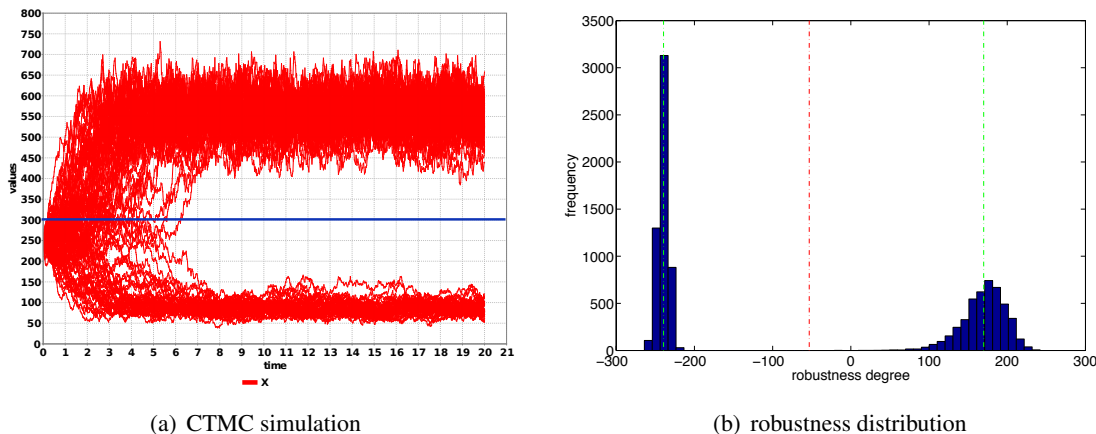 800
750
700
650
600
550
500
450
400
350
300
250
200
150
100
50
0
values
0 1 2 3 4 5 6 7 8 9 10 11 12 13 14 15 16 17 18 19 20 21
time
X
(a) CTMC simulation
3500
3000
2500
2000
1500
1000
500
0
frequency
−300 −200 −100 0 100 200 300
robustness degree
(b) robustness distribution